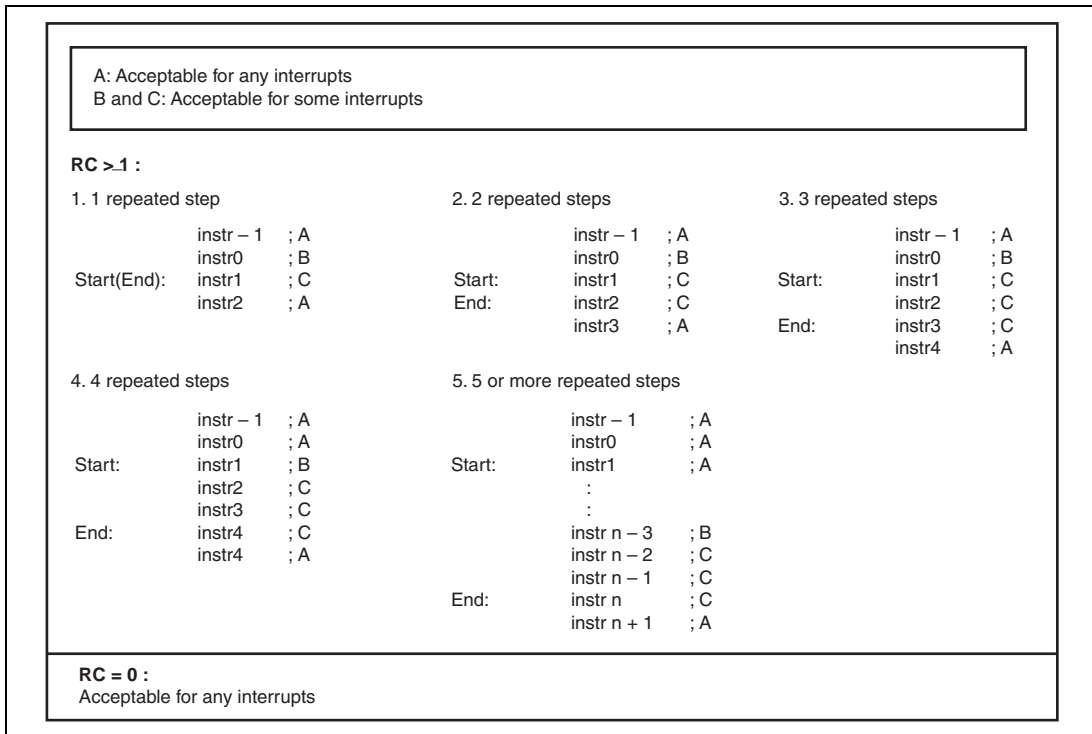 A: Acceptable for any interrupts
B and C: Acceptable for some interrupts
RC ≥ 1 :
1. 1 repeated step
instr – 1 ; A
instr0 ; B
Start(End): instr1 ; C
instr2 ; A
2. 2 repeated steps
instr – 1 ; A
instr0 ; B
Start: instr1 ; C
End: instr2 ; C
instr3 ; A
3. 3 repeated steps
instr – 1 ; A
instr0 ; B
Start: instr1 ; C
instr2 ; C
End: instr3 ; C
instr4 ; A
4. 4 repeated steps
instr – 1 ; A
instr0 ; A
Start: instr1 ; B
instr2 ; C
instr3 ; C
End: instr4 ; C
instr4 ; A
5. 5 or more repeated steps
instr – 1 ; A
instr0 ; A
Start: instr1 ; A
:
:
instr n – 3 ; B
instr n – 2 ; C
instr n – 1 ; C
End: instr n ; C
instr n + 1 ; A
RC = 0 :
Acceptable for any interrupts